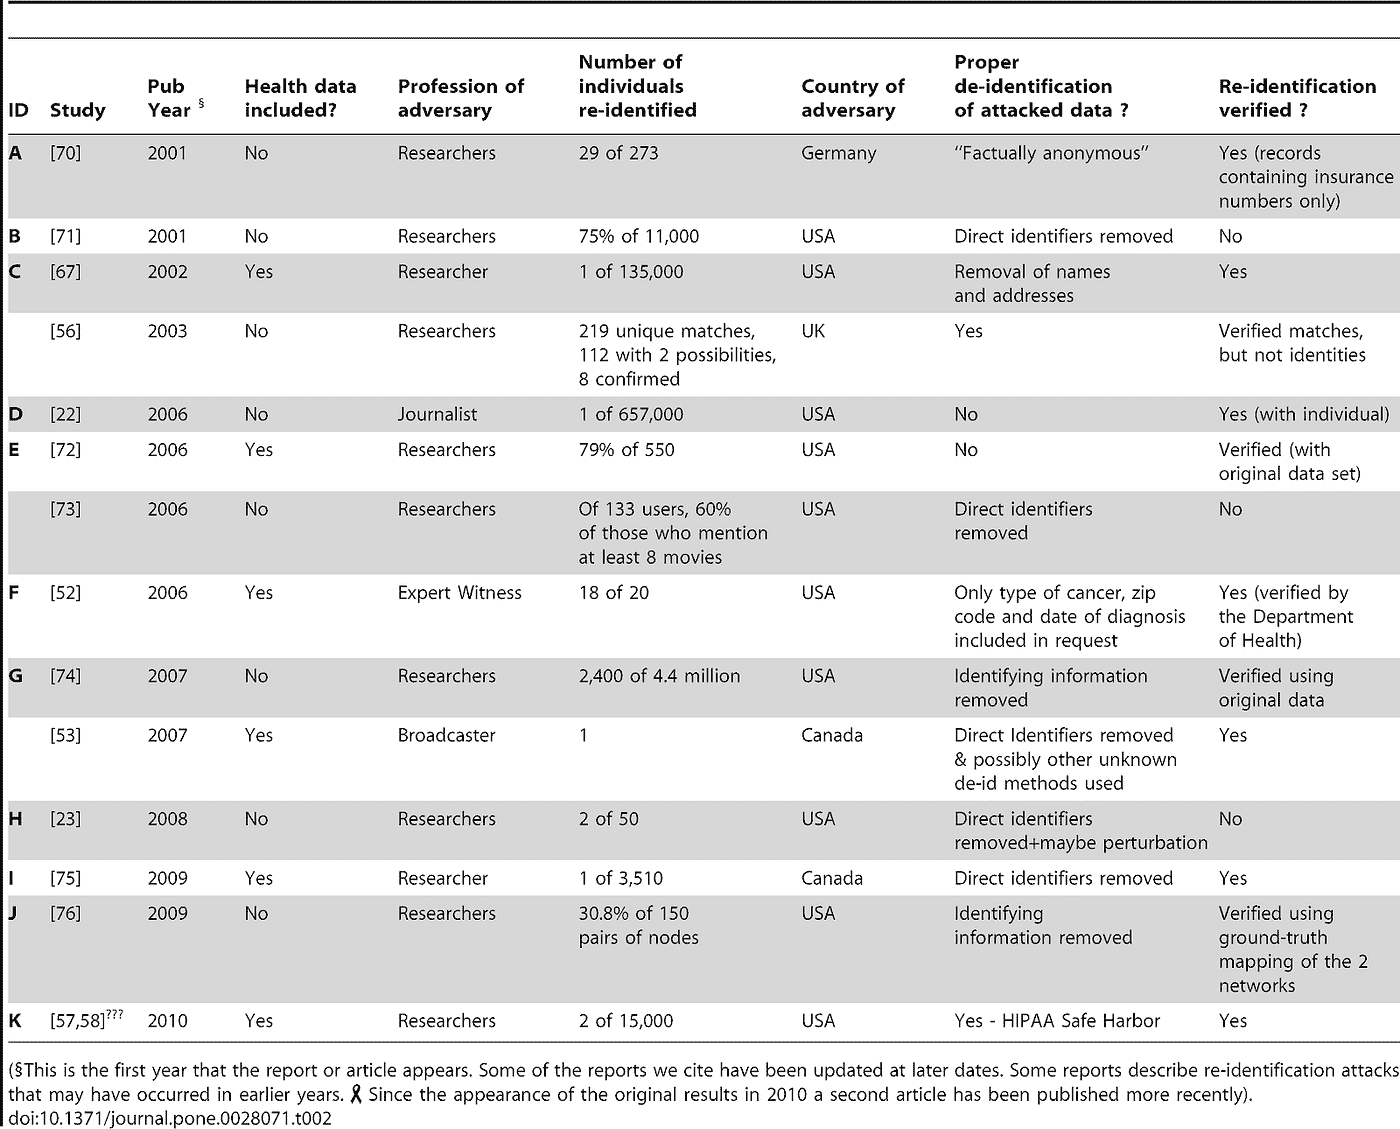 ID Study Pub Year § Health data included? Profession of adversary Number of individuals re-identified Country of adversary Proper de-identification of attacked data ? Re-identification verified ?
A [70] 2001 No Researchers 29 of 273 Germany “Factually anonymous” Yes (records containing insurance numbers only)
B [71] 2001 No Researchers 75% of 11,000 USA Direct identifiers removed No
C [67] 2002 Yes Researcher 1 of 135,000 USA Removal of names and addresses Yes
[56] 2003 No Researchers 219 unique matches, 112 with 2 possibilities, 8 confirmed UK Yes Verified matches, but not identities
D [22] 2006 No Journalist 1 of 657,000 USA No Yes (with individual)
E [72] 2006 Yes Researchers 79% of 550 USA No Verified (with original data set)
[73] 2006 No Researchers Of 133 users, 60% of those who mention at least 8 movies USA Direct identifiers removed No
F [52] 2006 Yes Expert Witness 18 of 20 USA Only type of cancer, zip code and date of diagnosis included in request Yes (verified by the Department of Health)
G [74] 2007 No Researchers 2,400 of 4.4 million USA Identifying information removed Verified using original data
[53] 2007 Yes Broadcaster 1 Canada Direct Identifiers removed & possibly other unknown de-id methods used Yes
H [23] 2008 No Researchers 2 of 50 USA Direct identifiers removed+maybe perturbation No
I [75] 2009 Yes Researcher 1 of 3,510 Canada Direct identifiers removed Yes
J [76] 2009 No Researchers 30.8% of 150 pairs of nodes USA Identifying information removed Verified using ground-truth mapping of the 2 networks
K [57,58]??? 2010 Yes Researchers 2 of 15,000 USA Yes - HIPAA Safe Harbor Yes
(§This is the first year that the report or article appears. Some of the reports we cite have been updated at later dates. Some reports describe re-identification attacks
that may have occurred in earlier years. 🎗 Since the appearance of the original results in 2010 a second article has been published more recently).
doi:10.1371/journal.pone.0028071.t002